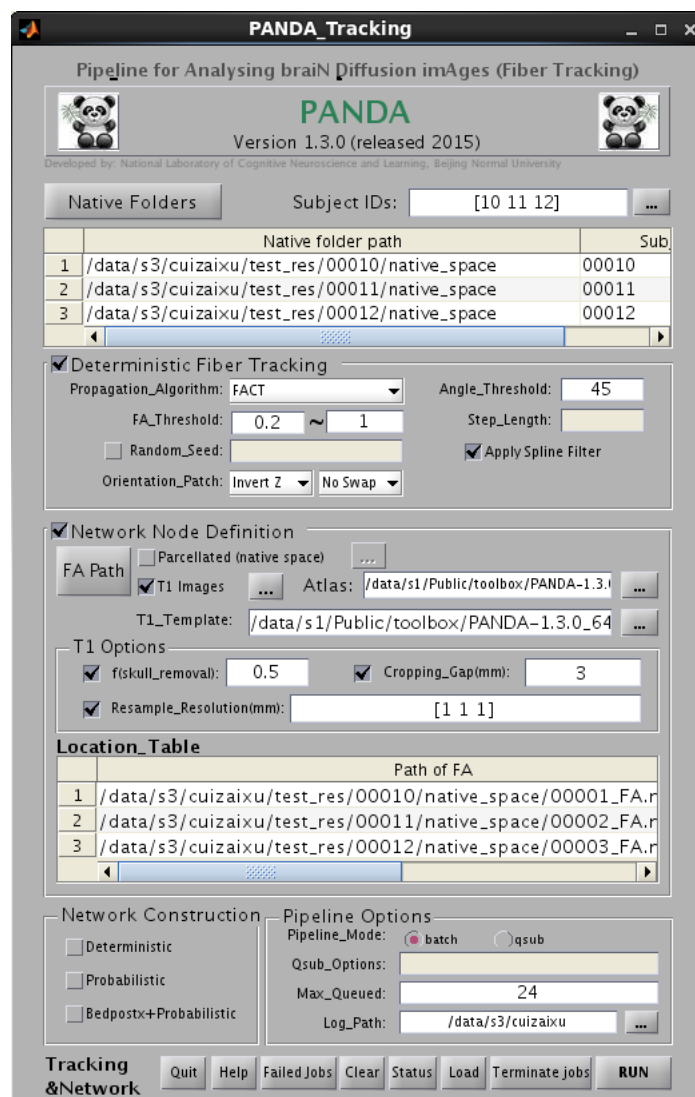 PANDA_Tracking
Pipeline for Analysing braiN Diffusion imAges (Fiber Tracking)
PANDA
Version 1.3.0 (released 2015)
Developed by: National Laboratory of Cognitive Neuroscience and Learning, Beijing Normal University
Native Folders Subject IDs: [10 11 12] ...
Native folder path Sub_
1 /data/s3/cuizaixu/test_res/00010/native_space 00010
2 /data/s3/cuizaixu/test_res/00011/native_space 00011
3 /data/s3/cuizaixu/test_res/00012/native_space 00012
Deterministic Fiber Tracking
Propagation_Algorithm: FACT Angle_Threshold: 45
FA_Threshold: 0.2 ~ 1 Step_Length:
Random_Seed: Apply Spline Filter
Orientation_Patch: Invert Z No Swap
Network Node Definition
FA Path Parcellated (native space) ...
T1 Images ... Atlas: /data/s1/Public/toolbox/PANDA-1.3.( ...
T1_Template: /data/s1/Public/toolbox/PANDA-1.3.0_64 ...
T1 Options
f(skull_removal): 0.5 Cropping_Gap(mm): 3
Resample_Resolution(mm): [1 1 1]
Location_Table
Path of FA
1 /data/s3/cuizaixu/test_res/00010/native_space/00001_FA.r
2 /data/s3/cuizaixu/test_res/00011/native_space/00002_FA.r
3 /data/s3/cuizaixu/test_res/00012/native_space/00003_FA.r
Network Construction Pipeline Options
Pipeline_Mode: batch qsub
Deterministic
Qsub_Options:
Probabilistic
Max_Queued: 24
Bedpostx+Probabilistic
Log_Path: /data/s3/cuizaixu ...
Tracking
&Network
Quit Help Failed Jobs Clear Status Load Terminate jobs RUN